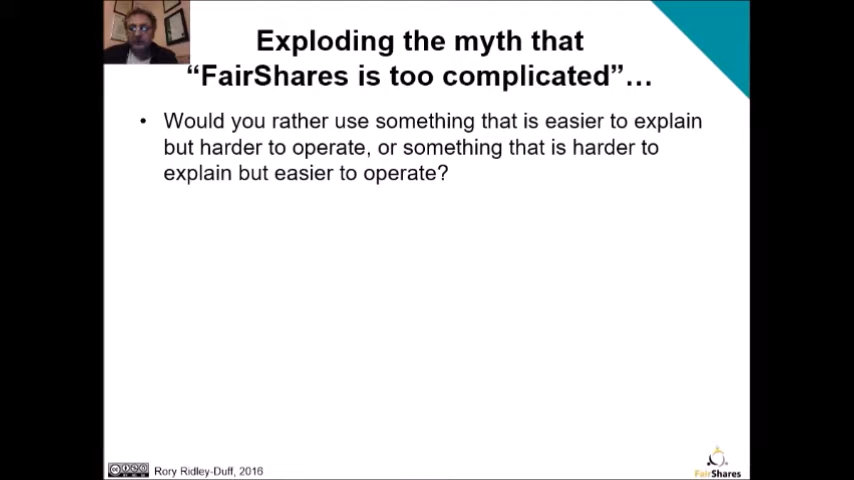 Exploding the myth that
“FairShares is too complicated”…
• Would you rather use something that is easier to explain
but harder to operate, or something that is harder to
explain but easier to operate?
Rory Ridley-Duff, 2016
FairShares